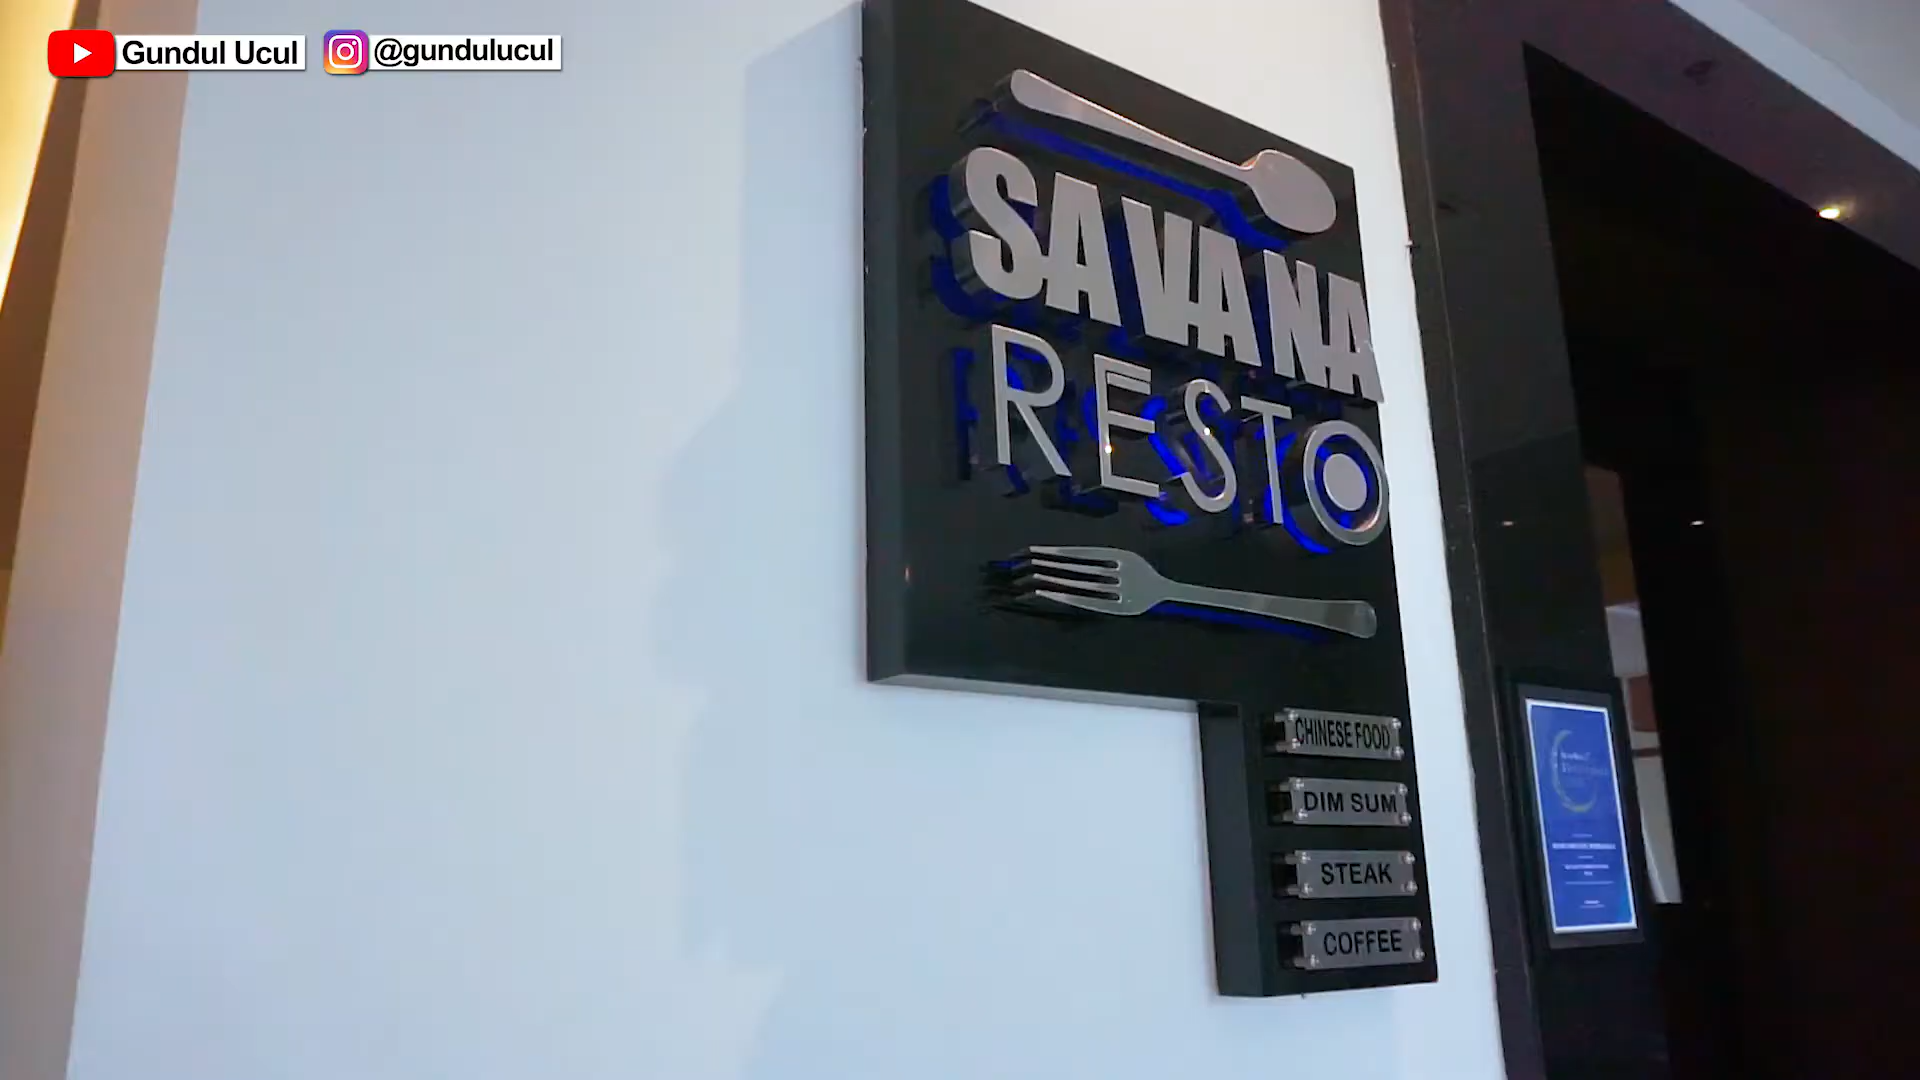 Gundul Ucul @gundulucul
SAVANA
RESTO
CHINESE FOOD
DIM SUM
STEAK
COFFEE